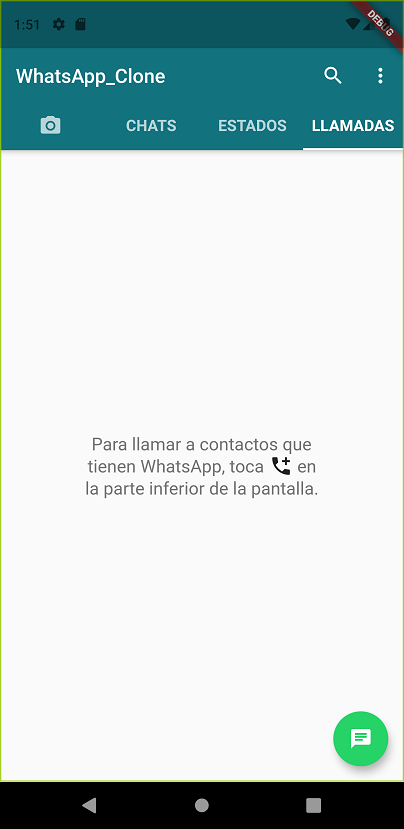 1:51
DEBUG
WhatsApp_Clone
CHATS ESTADOS LLAMADAS
Para llamar a contactos que
tienen WhatsApp, toca en
la parte inferior de la pantalla.